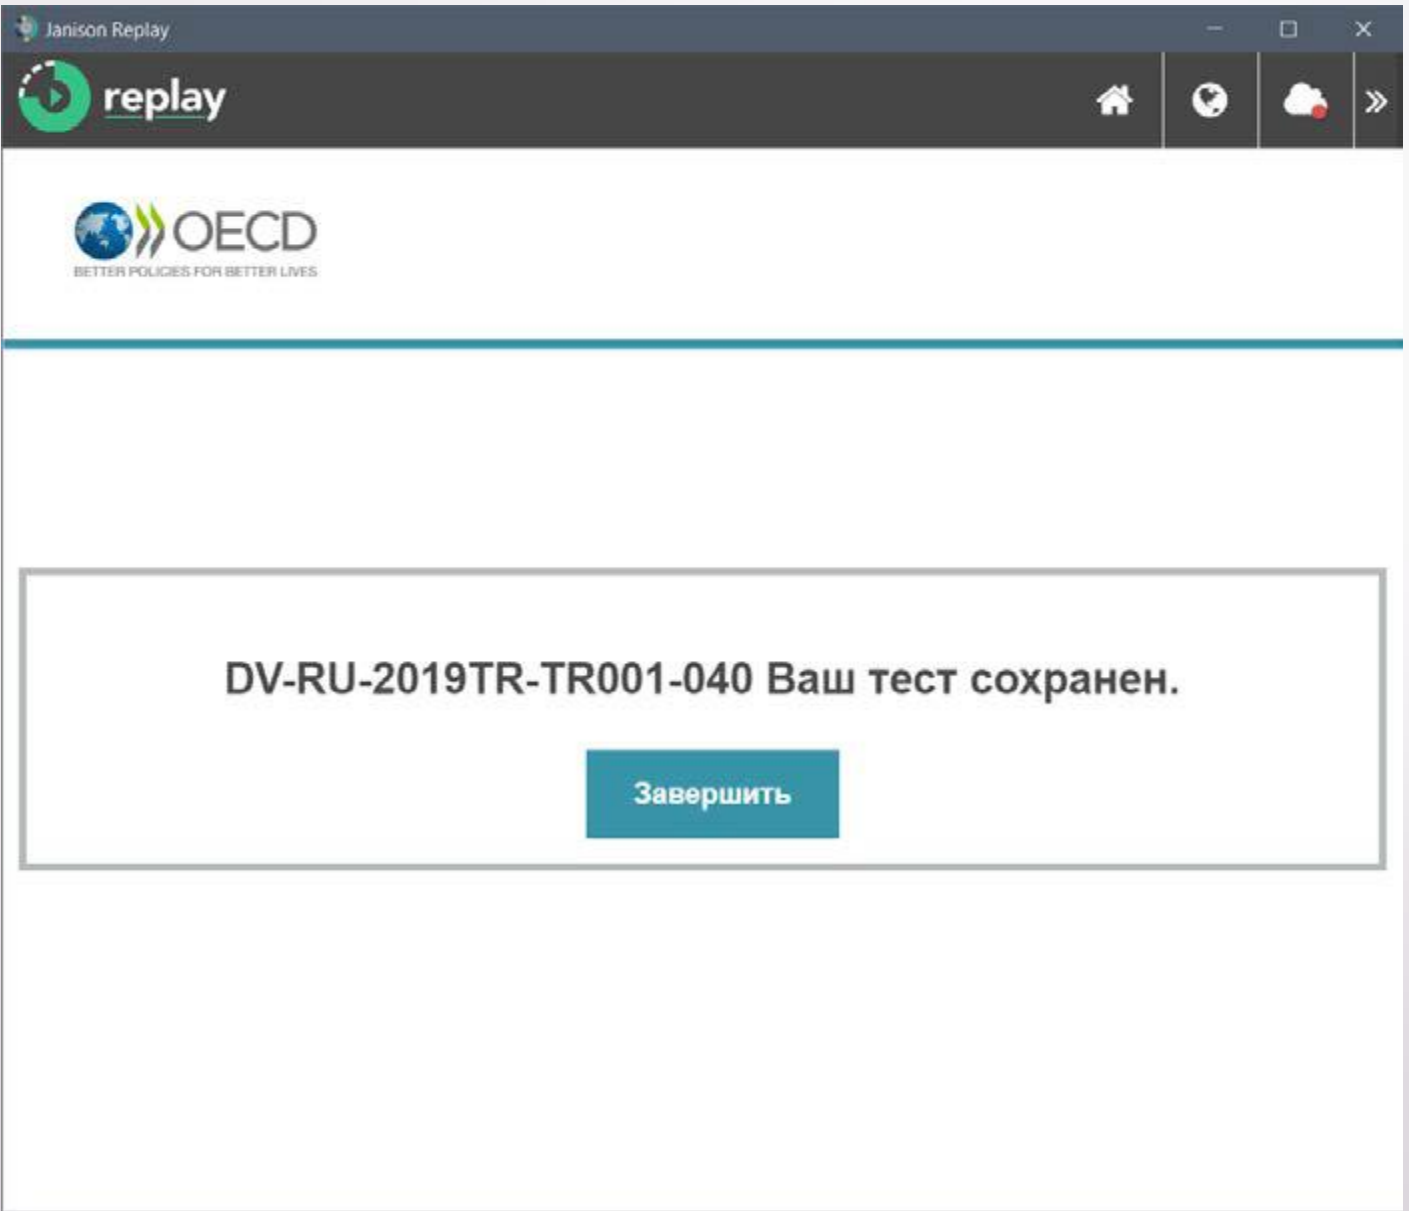 Janison Replay
replay
OECD
BETTER POLICIES FOR BETTER LIVES
DV-RU-2019TR-TR001-040 Ваш тест сохранен.
Завершить